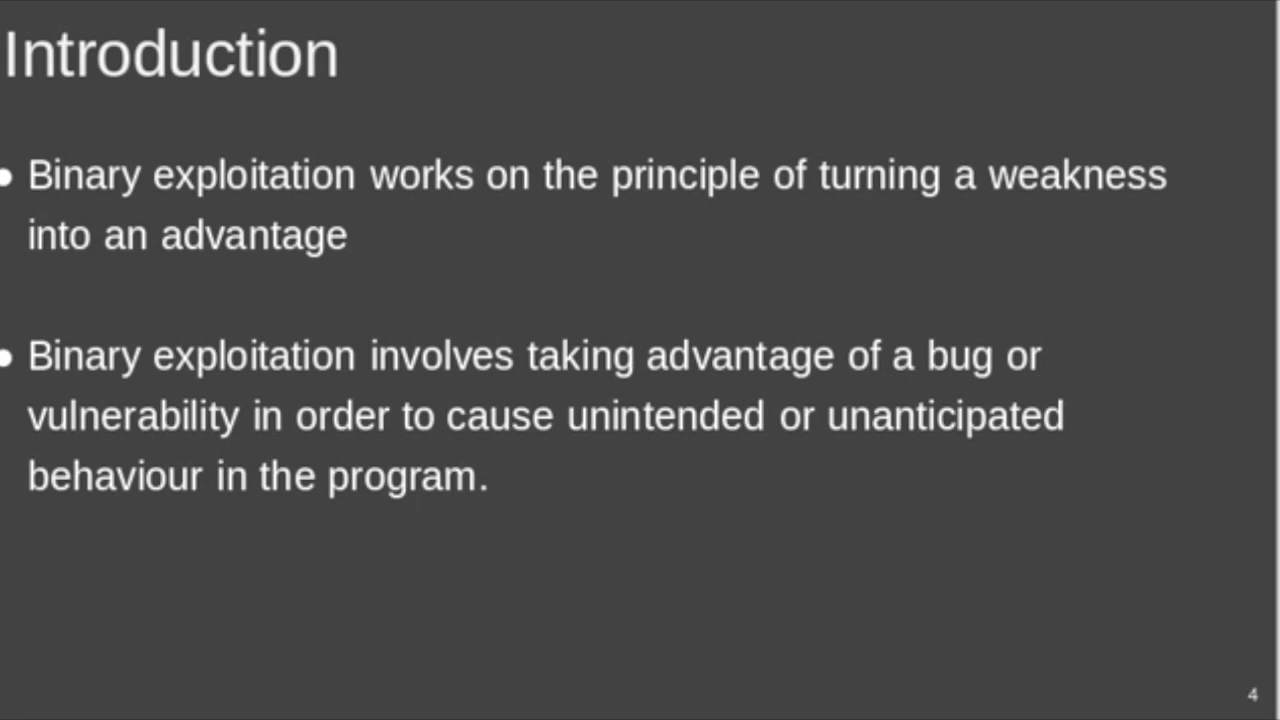 Introduction
• Binary exploitation works on the principle of turning a weakness
into an advantage
• Binary exploitation involves taking advantage of a bug or
vulnerability in order to cause unintended or unanticipated
behaviour in the program.
4